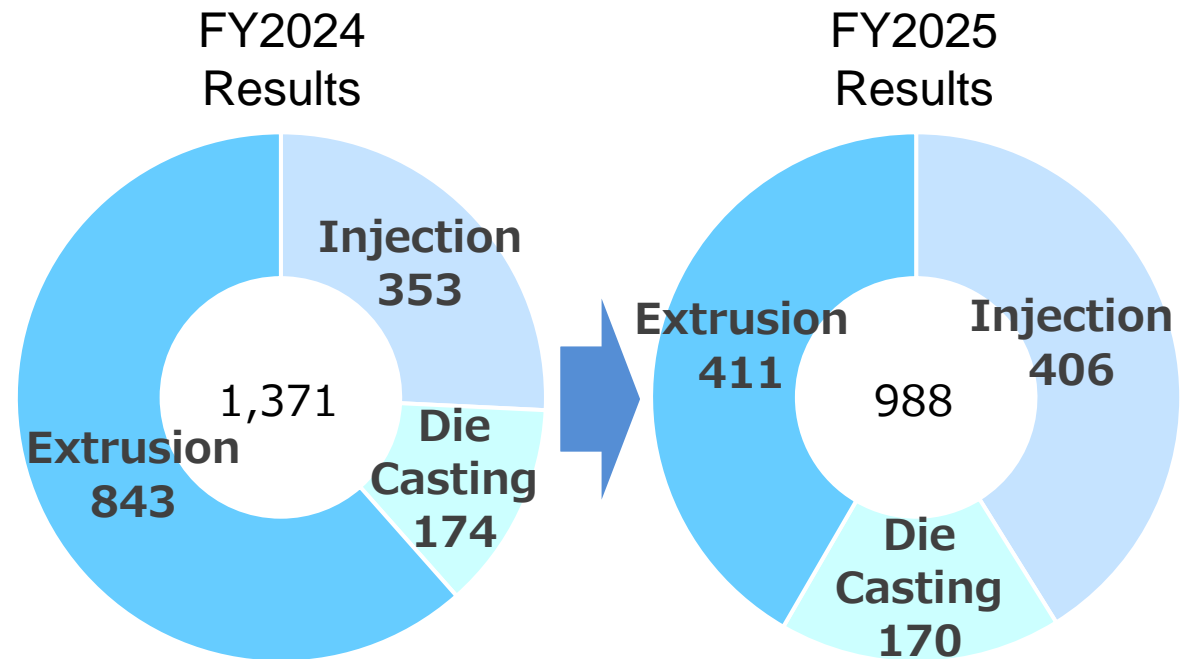 FY2024
Results
Injection
353
Die
Casting
174
Extrusion
843
1,371
FY2025
Results
Injection
406
Die
Casting
170
Extrusion
411
988